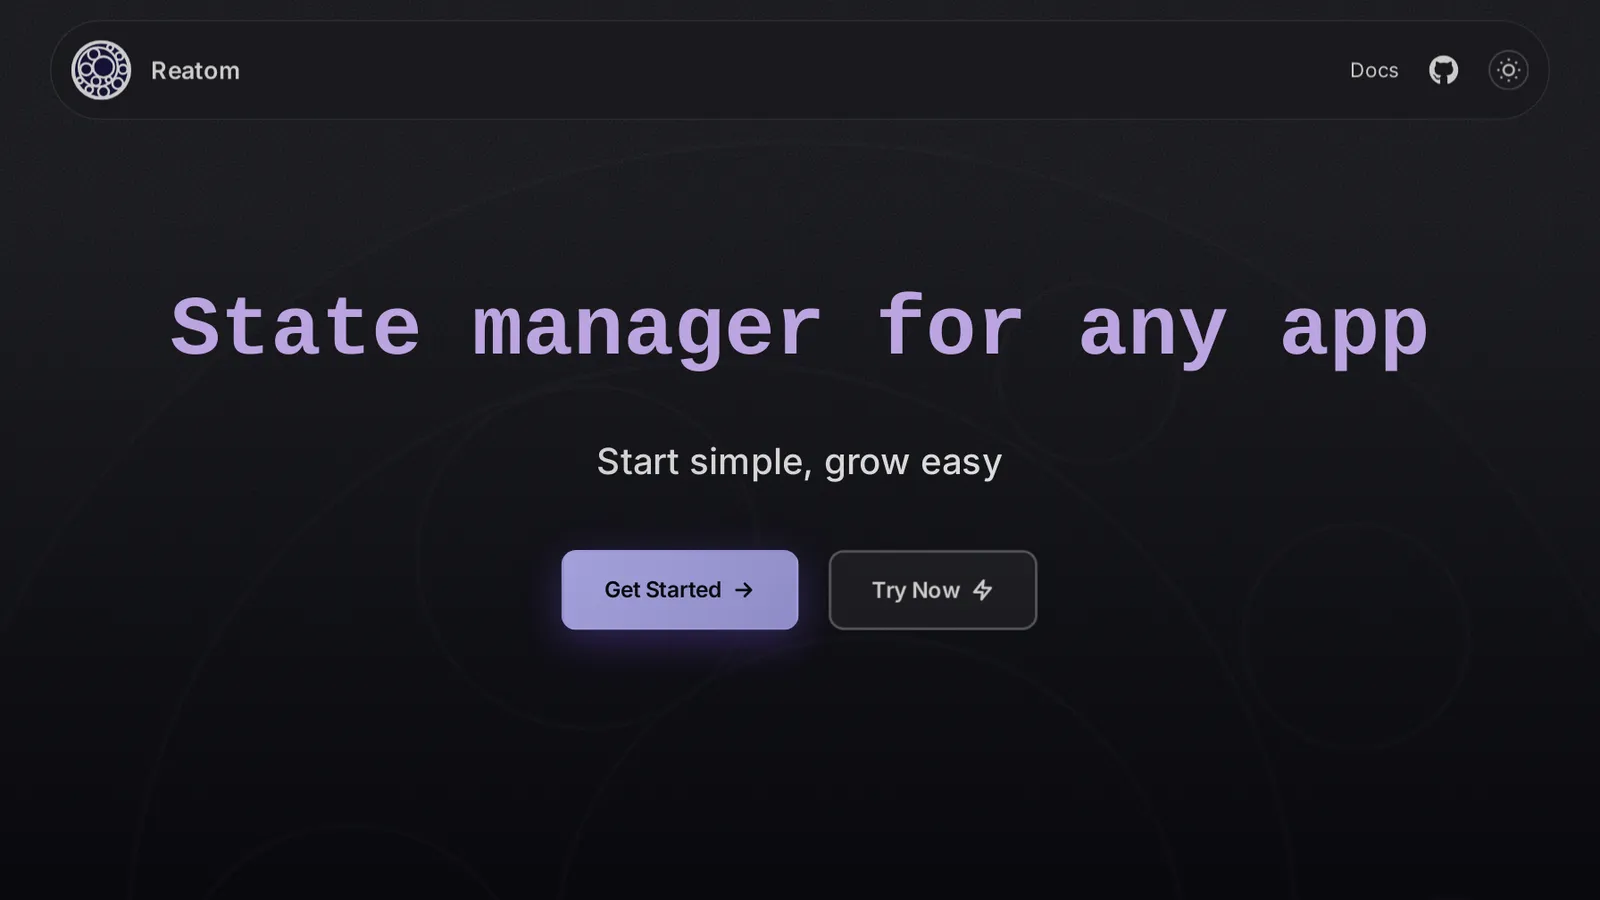 Reatom
Docs
State manager for any app
Start simple, grow easy
Get Started
Try Now